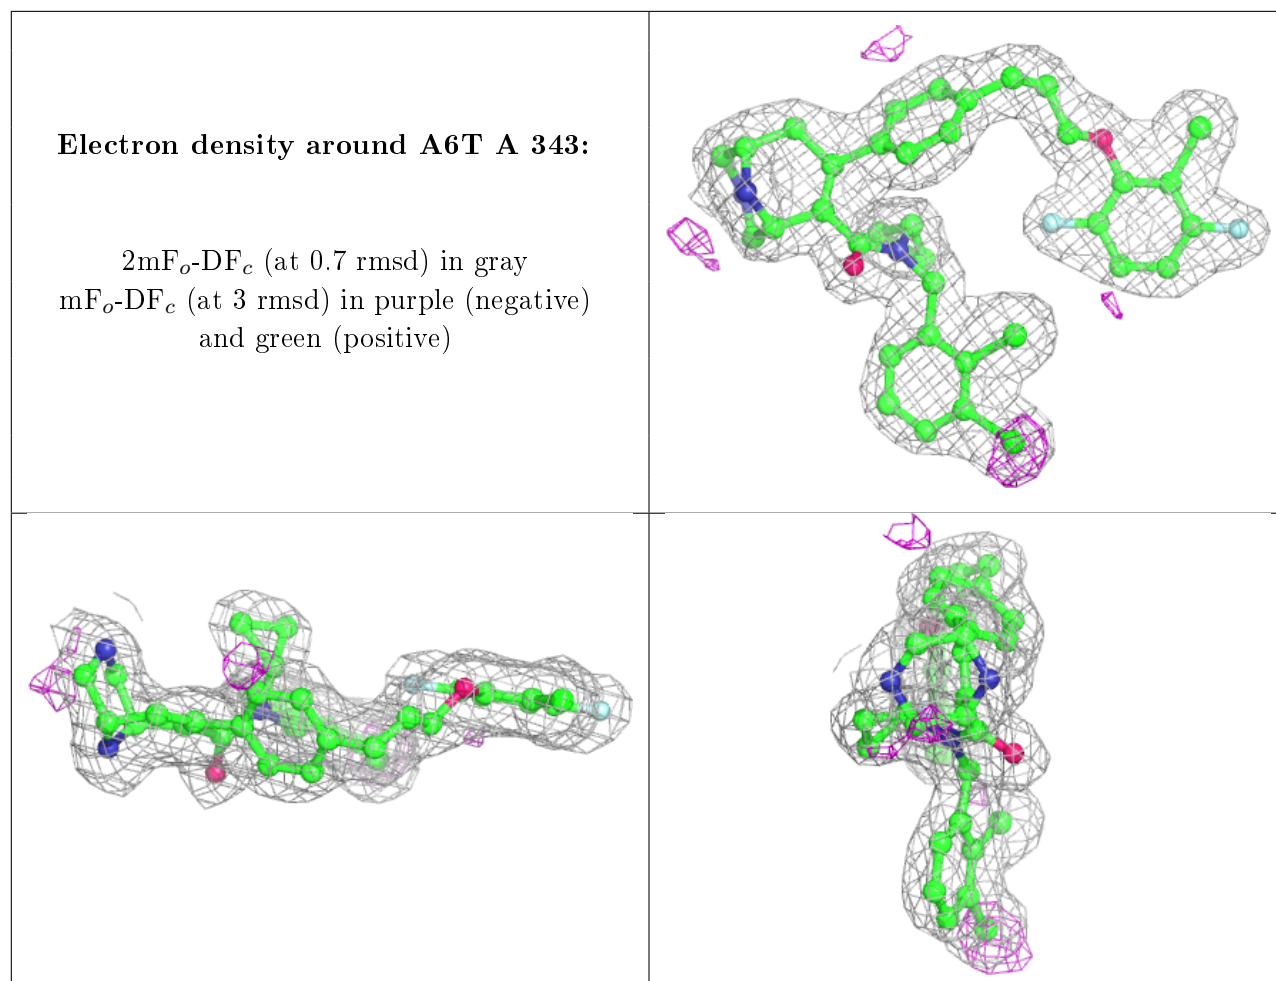 Electron density around A6T A 343:
2mFₒ-DF𝒸 (at 0.7 rmsd) in gray
mFₒ-DF𝒸 (at 3 rmsd) in purple (negative)
and green (positive)